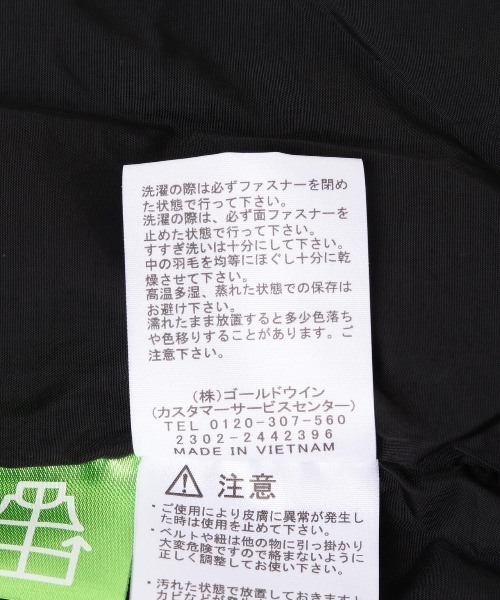 洗濯の際は必ずファスナーを閉め
た状態で行って下さい。
洗濯の際は、必ず面ファスナーを
止めた状態で行って下さい。
すすぎ洗いは十分にして下さい。
中の羽毛を均等にほぐし十分に乾
燥させて下さい。
高温多湿、蒸れた状態での保存は
お避け下さい。
濡れたまま放置すると多少色落ち
や色移りすることがあります。ご
注意下さい。
(株)ゴールドウイン
(カスタマーサービスセンター)
TEL 0120-307-560
2302-2442396
MADE IN VIETNAM
注意
・ご使用により皮膚に異常が発生し
た時は使用を止めて下さい。
・ベルトや紐は他の物に引っ掛かり
大変危険ですので絡まないように
正しく調整してお使い下さい。
・汚れた状態で放置しておきます